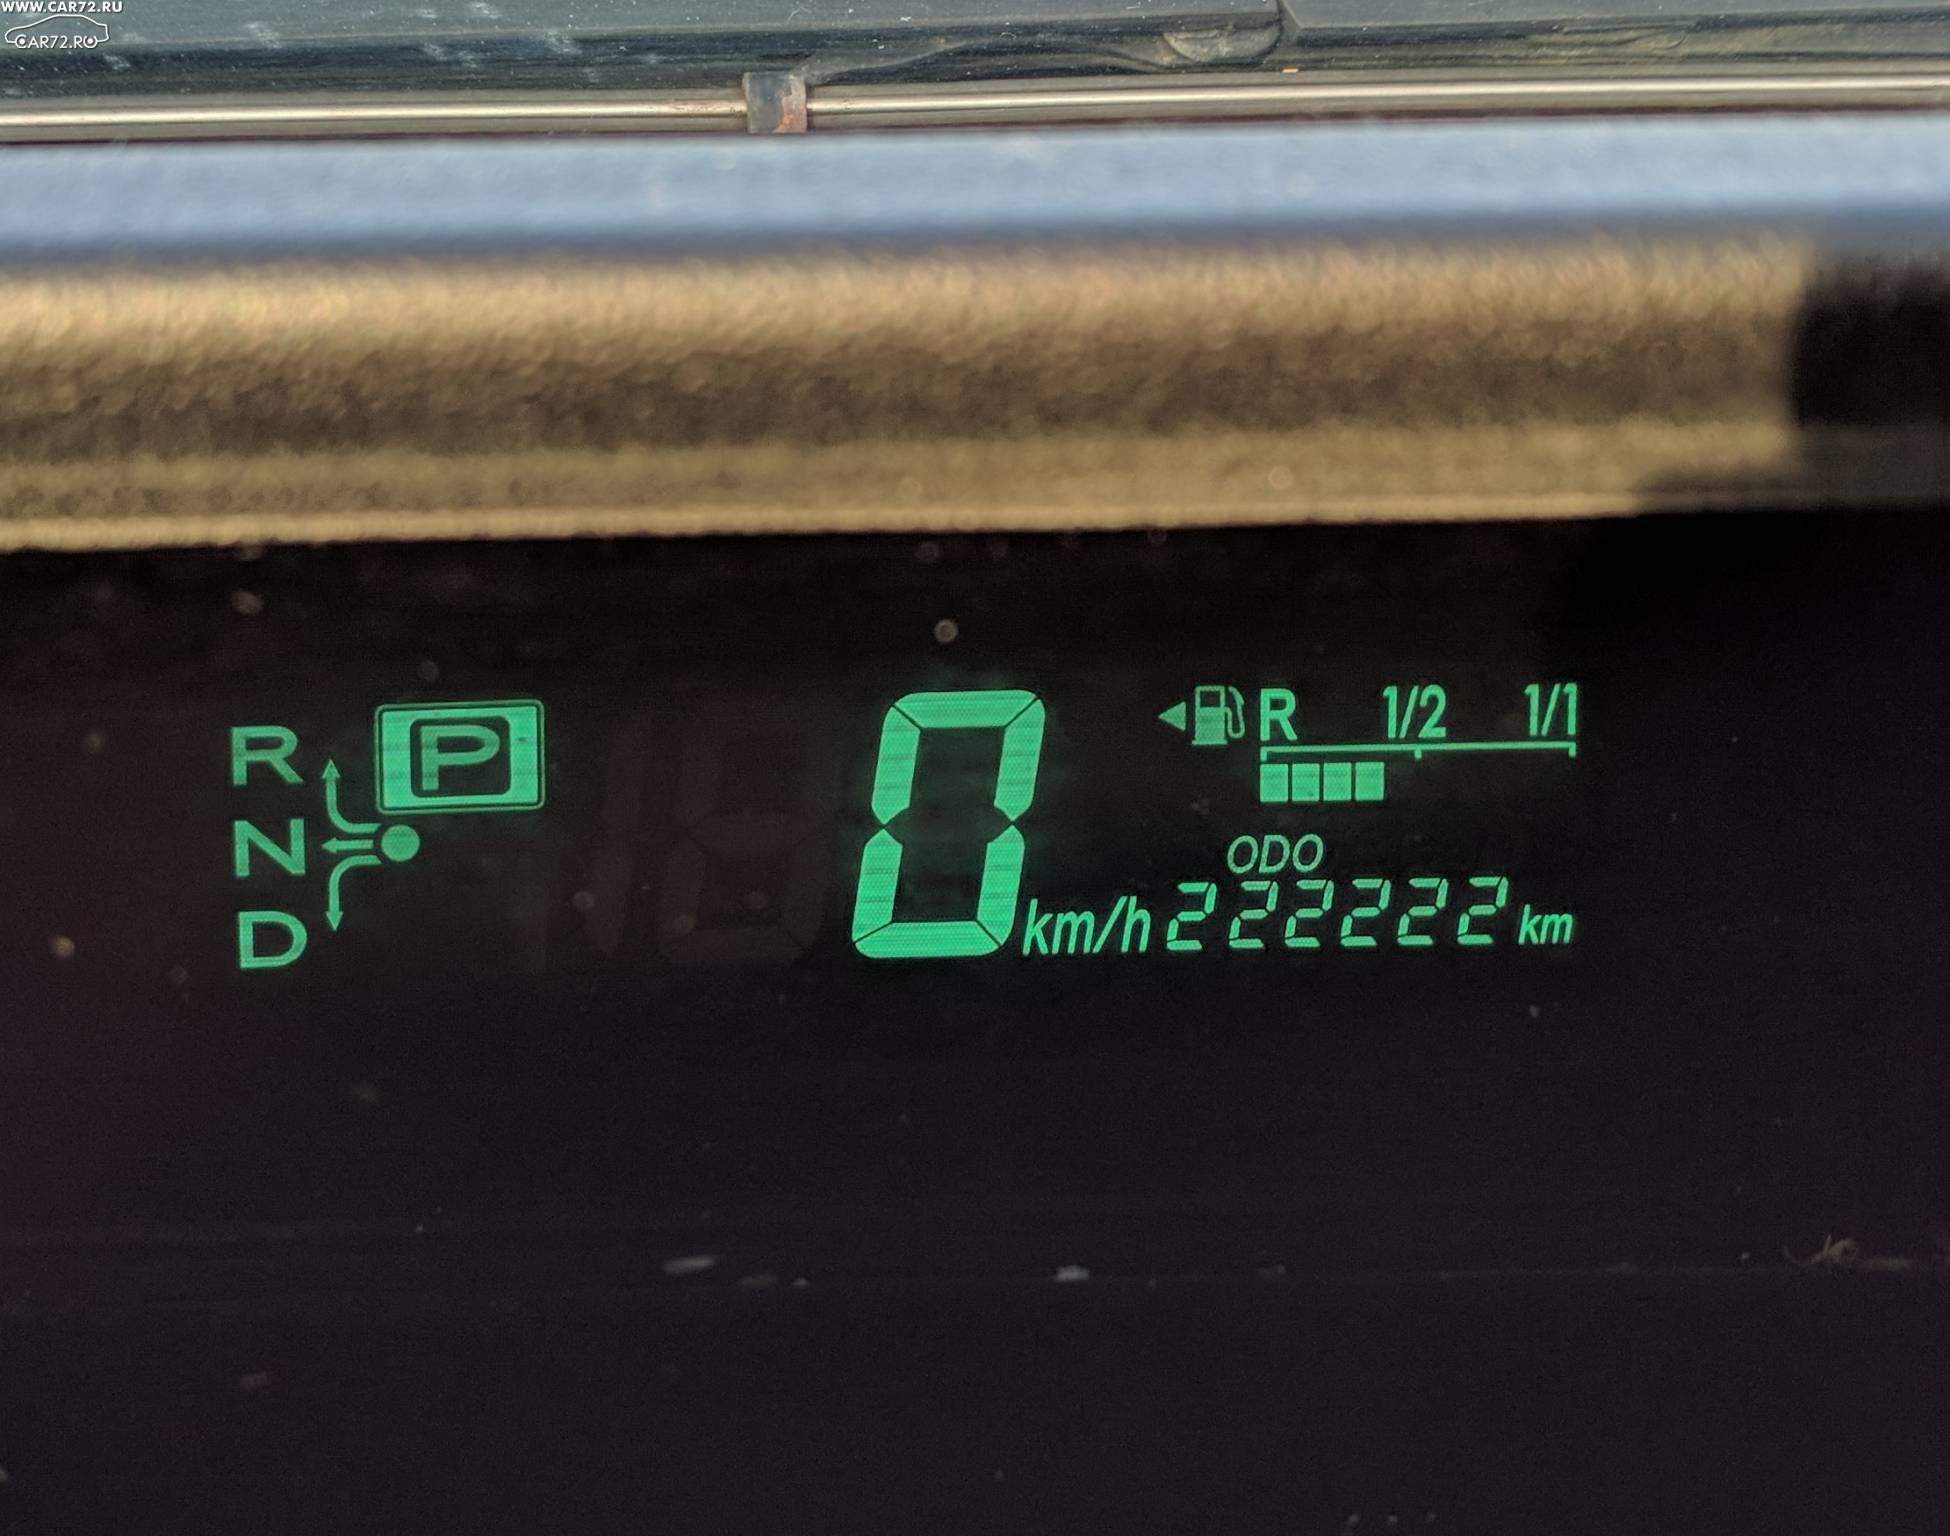 WWW.CAR72.RU
CAR72.RU
R
N
D
P
0 km/h
R 1/2 1/1
ODO
222222 km